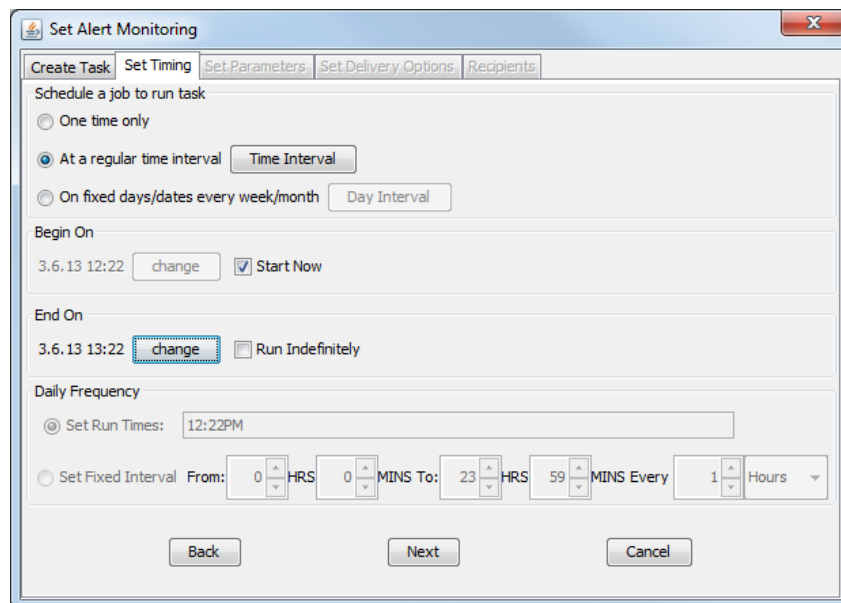 Set Alert Monitoring
Create Task Set Timing Set Parameters Set Delivery Options Recipients
Schedule a job to run task
One time only
At a regular time interval Time Interval
On fixed days/dates every week/month Day Interval
Begin On
3.6.13 12:22 change Start Now
End On
3.6.13 13:22 change Run Indefinitely
Daily Frequency
Set Run Times: 12:22PM
Set Fixed Interval From: 0 HRS 0 MINS To: 23 HRS 59 MINS Every 1 Hours
Back Next Cancel